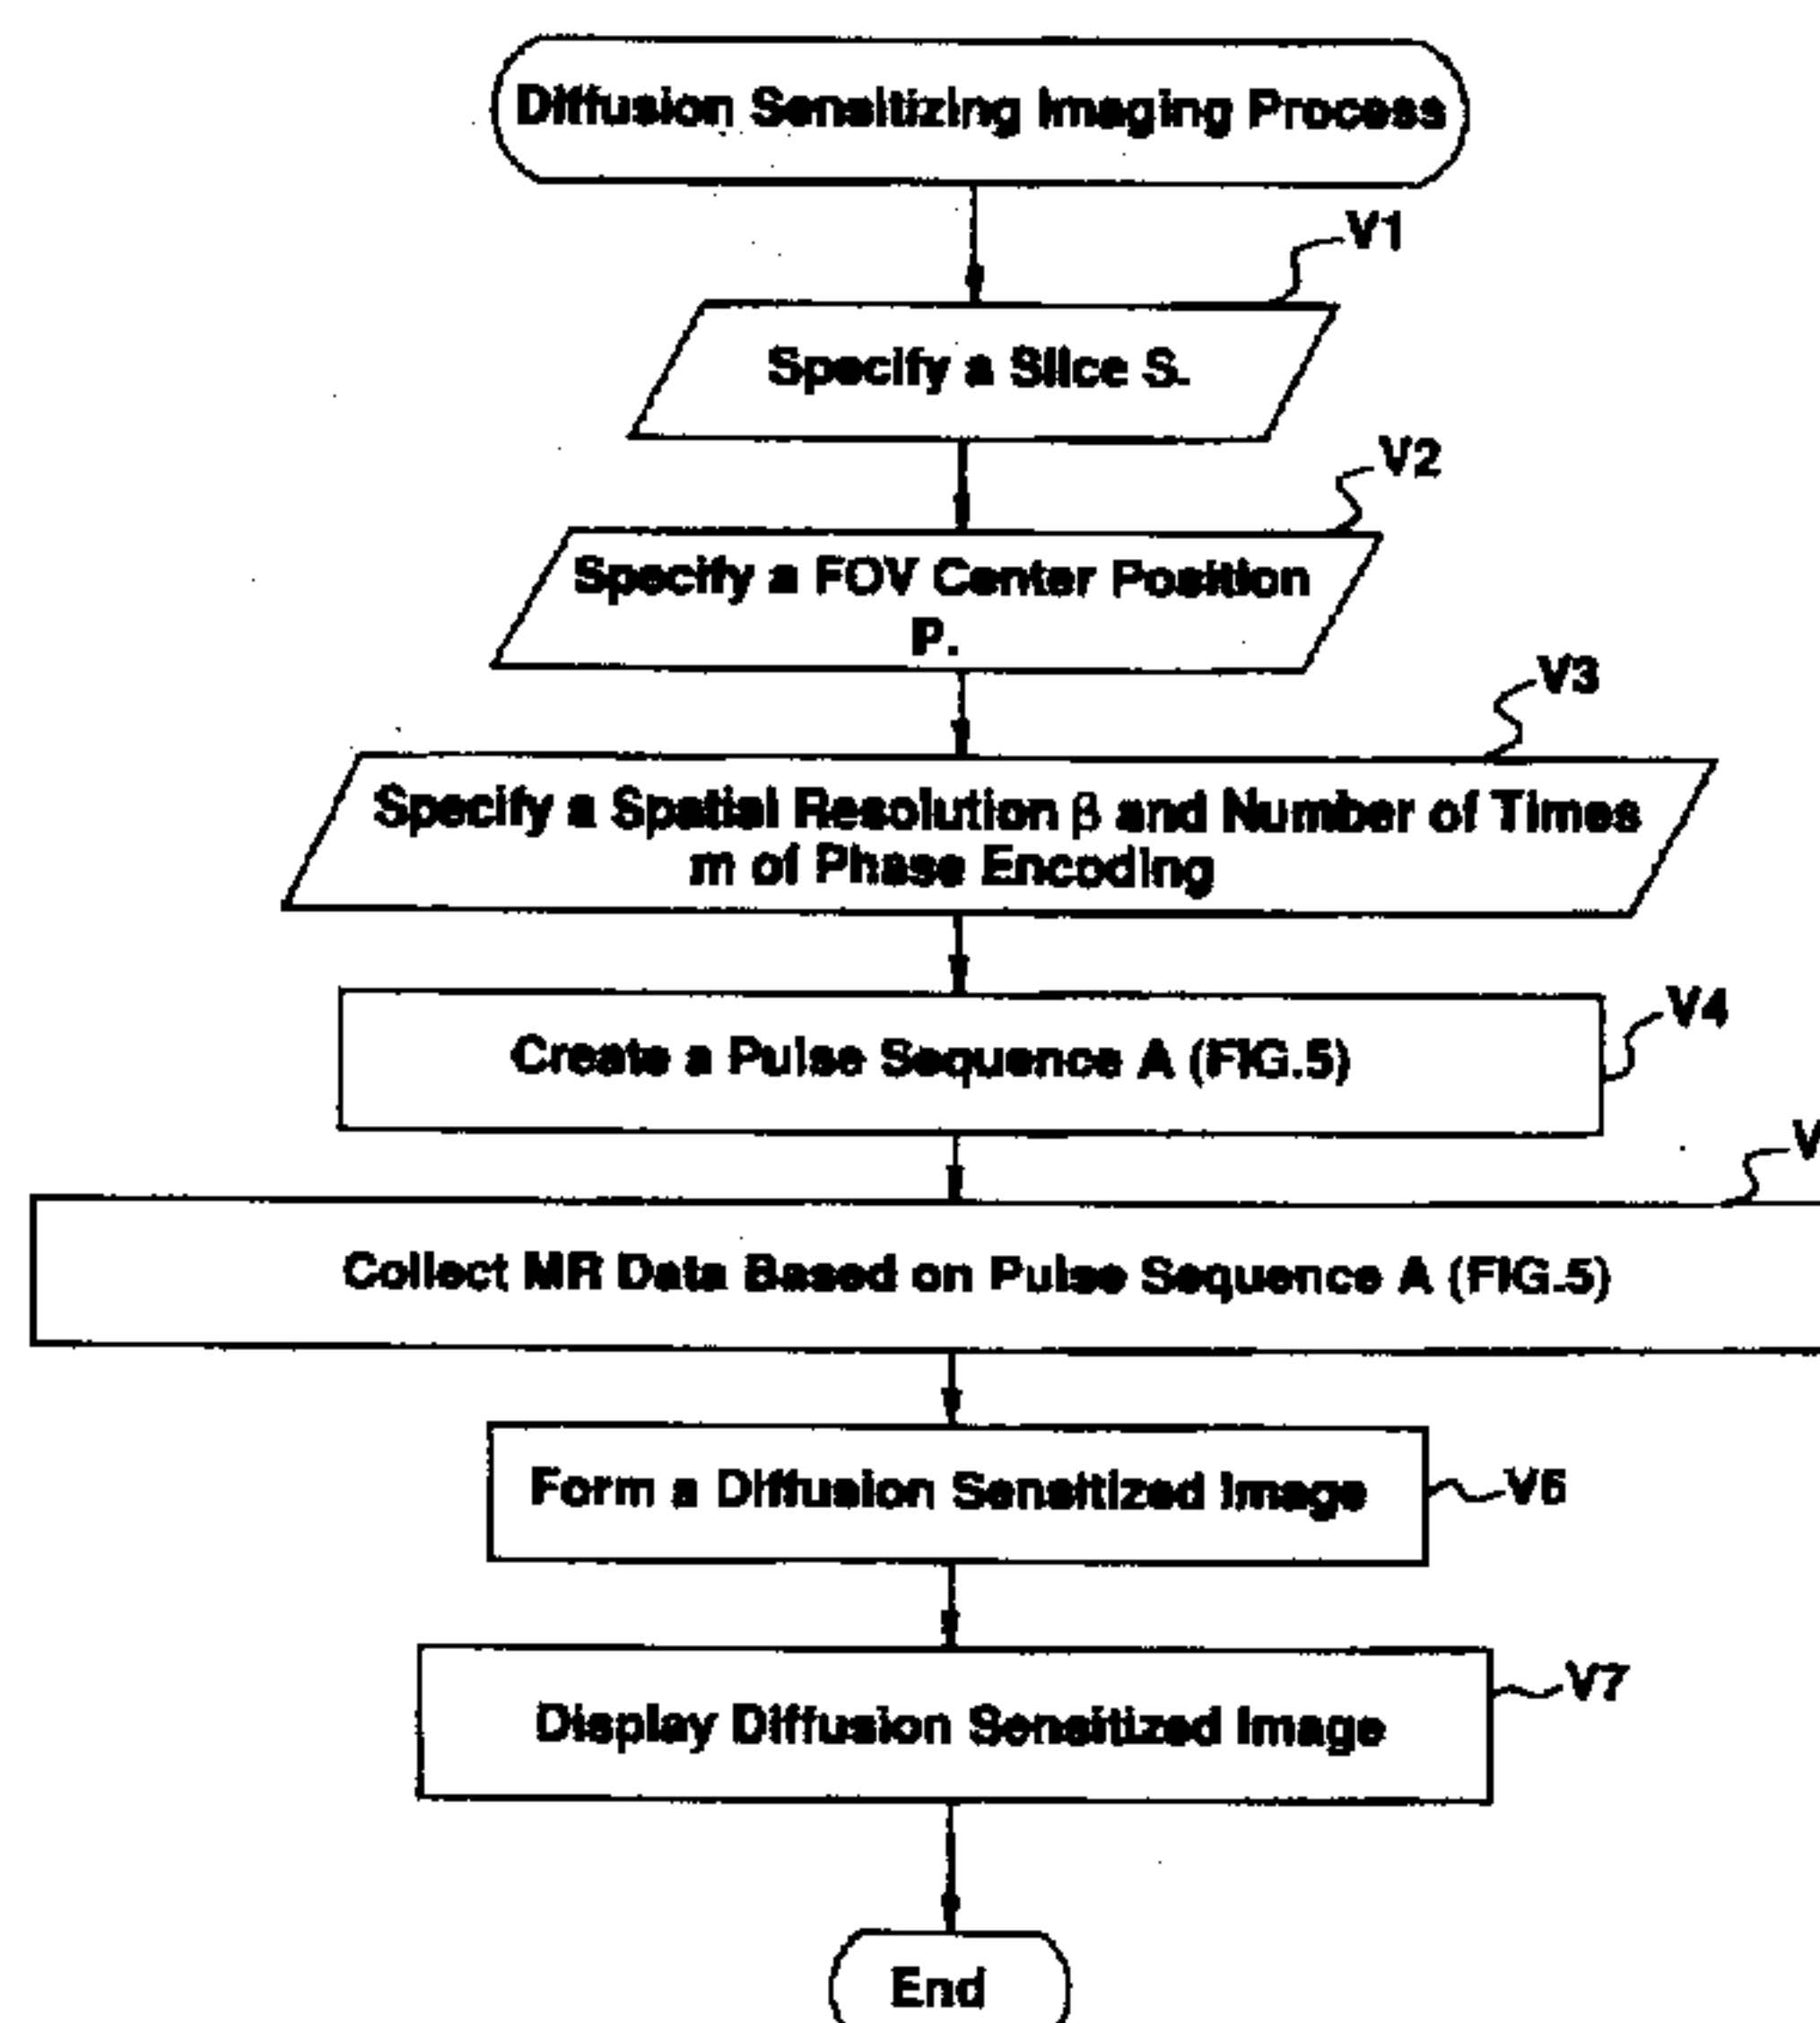 Diffusion Sensitizing Imaging Process
V1
Specify a Slice S.
V2
Specify a FOV Center Position
P.
V3
Specify a Spatial Resolution β and Number of Times
m of Phase Encoding
V4
Create a Pulse Sequence A (FIG.5)
V
Collect MR Data Based on Pulse Sequence A (FIG.5)
Form a Diffusion Sensitized Image
V6
V7
Display Diffusion Sensitized Image
End